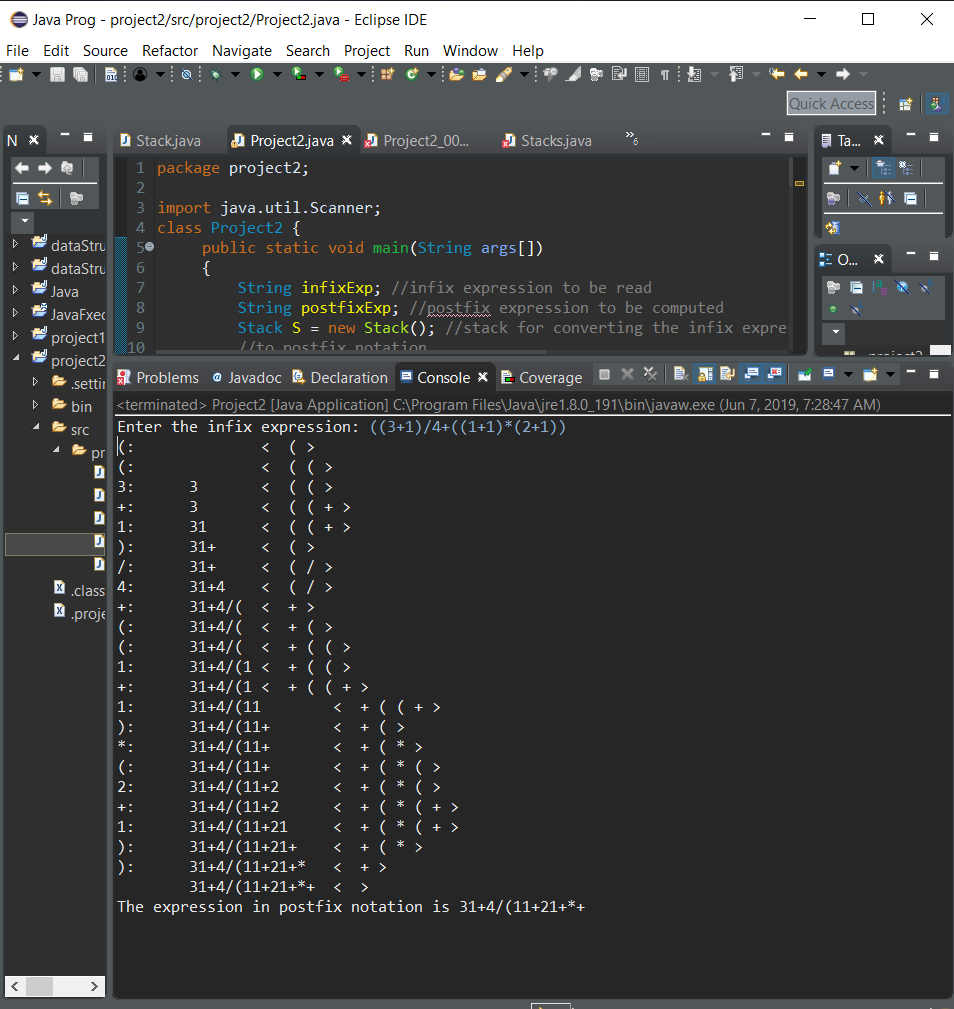 Java Prog - project2/src/project2/Project2.java - Eclipse IDE
File Edit Source Refactor Navigate Search Project Run Window Help
Quick Access
N
Stack.java
Project2.java
Project2_00...
Stacks.java
»6
Ta...
O...
dataStru
dataStru
Java
JavaFxec
project1
project2
.settin
bin
src
pr
.class
.proje
1 package project2;
2
3 import java.util.Scanner;
4 class Project2 {
5 public static void main(String args[])
6 {
7 String infixExp; //infix expression to be read
8 String postfixExp; //postfix expression to be computed
9 Stack S = new Stack(); //stack for converting the infix expre
10 //to postfix notation
Problems Javadoc Declaration Console Coverage
<terminated> Project2 [Java Application] C:\Program Files\Java\jre1.8.0_191\bin\javaw.exe (Jun 7, 2019, 7:28:47 AM)
Enter the infix expression: ((3+1)/4+((1+1)*(2+1))
(: < ( >
(: < ( ( >
3: 3 < ( ( >
+: 3 < ( ( + >
1: 31 < ( ( + >
): 31+ < ( >
/: 31+ < ( / >
4: 31+4 < ( / >
+: 31+4/( < + >
(: 31+4/( < + ( >
(: 31+4/( < + ( ( >
1: 31+4/(1 < + ( ( >
+: 31+4/(1 < + ( ( + >
1: 31+4/(11 < + ( ( + >
): 31+4/(11+ < + ( >
*: 31+4/(11+ < + ( * >
(: 31+4/(11+ < + ( * ( >
2: 31+4/(11+2 < + ( * ( >
+: 31+4/(11+2 < + ( * ( + >
1: 31+4/(11+21 < + ( * ( + >
): 31+4/(11+21+ < + ( * >
): 31+4/(11+21+* < + >
31+4/(11+21+*+ < >
The expression in postfix notation is 31+4/(11+21+*+